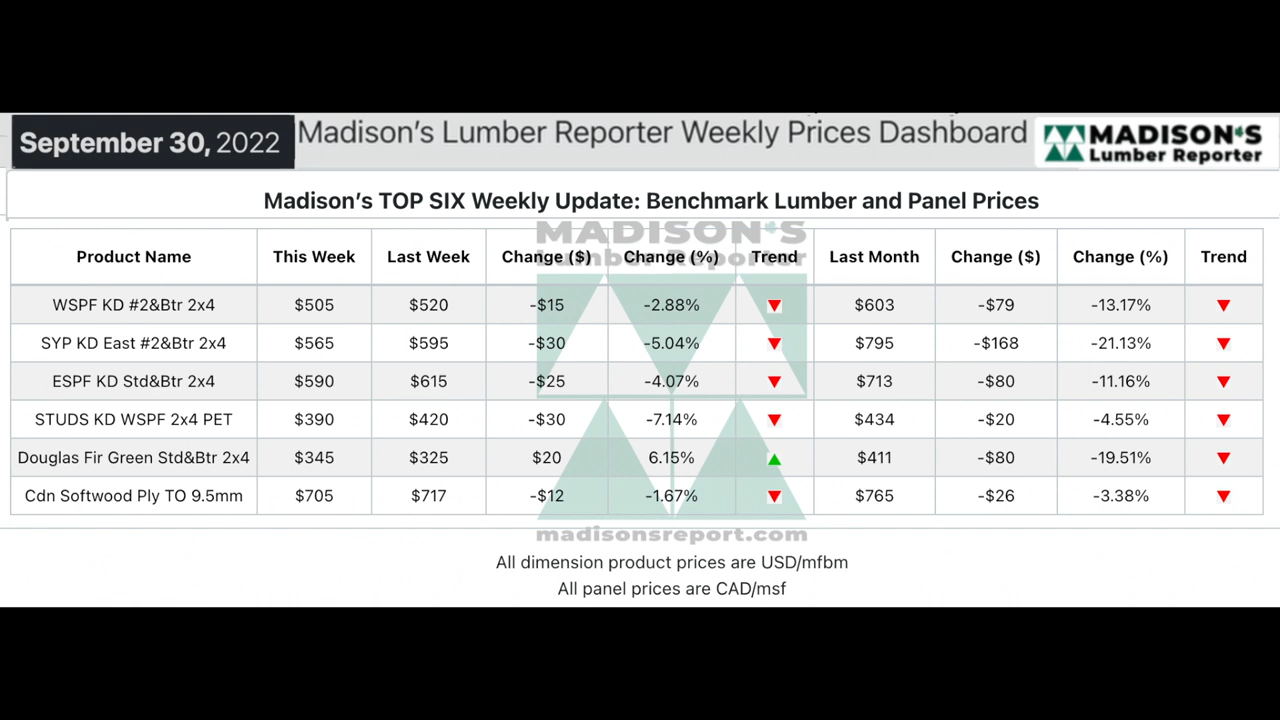 September 30, 2022
Madison's Lumber Reporter Weekly Prices Dashboard
MADISON'S
Lumber Reporter
Madison's TOP SIX Weekly Update: Benchmark Lumber and Panel Prices
MADISON'S
Lumber Reporter
Product Name This Week Last Week Change ($) Change (%) Trend Last Month Change ($) Change (%) Trend
WSPF KD #2&Btr 2x4 $505 $520 -$15 -2.88% $603 -$79 -13.17%
SYP KD East #2&Btr 2x4 $565 $595 -$30 -5.04% $795 -$168 -21.13%
ESPF KD Std&Btr 2x4 $590 $615 -$25 -4.07% $713 -$80 -11.16%
STUDS KD WSPF 2x4 PET $390 $420 -$30 -7.14% $434 -$20 -4.55%
Douglas Fir Green Std&Btr 2x4 $345 $325 $20 6.15% $411 -$80 -19.51%
Cdn Softwood Ply TO 9.5mm $705 $717 -$12 -1.67% $765 -$26 -3.38%
madisonsreport.com
All dimension product prices are USD/mfbm
All panel prices are CAD/msf